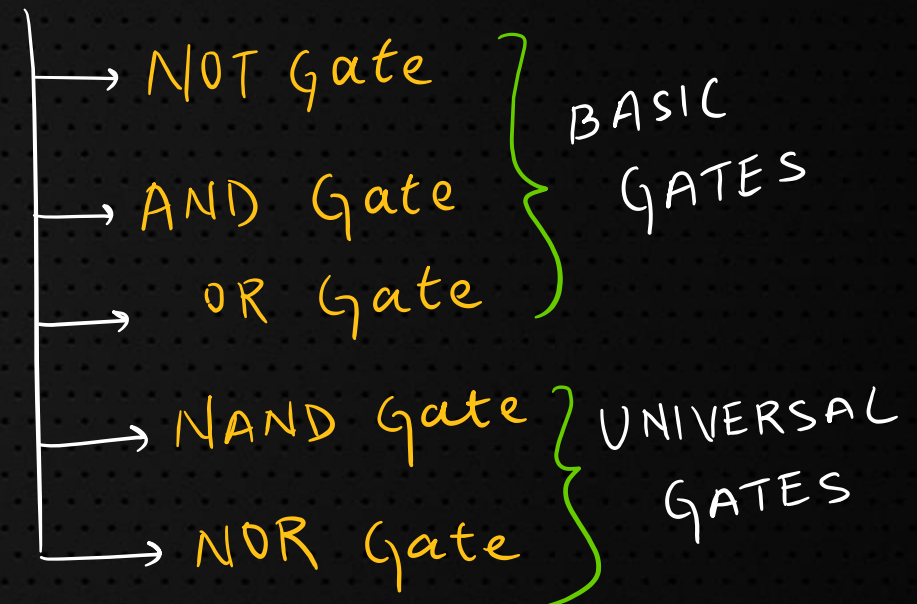 NOT Gate
AND Gate
OR Gate
BASIC
GATES
NAND Gate
NOR Gate
UNIVERSAL
GATES